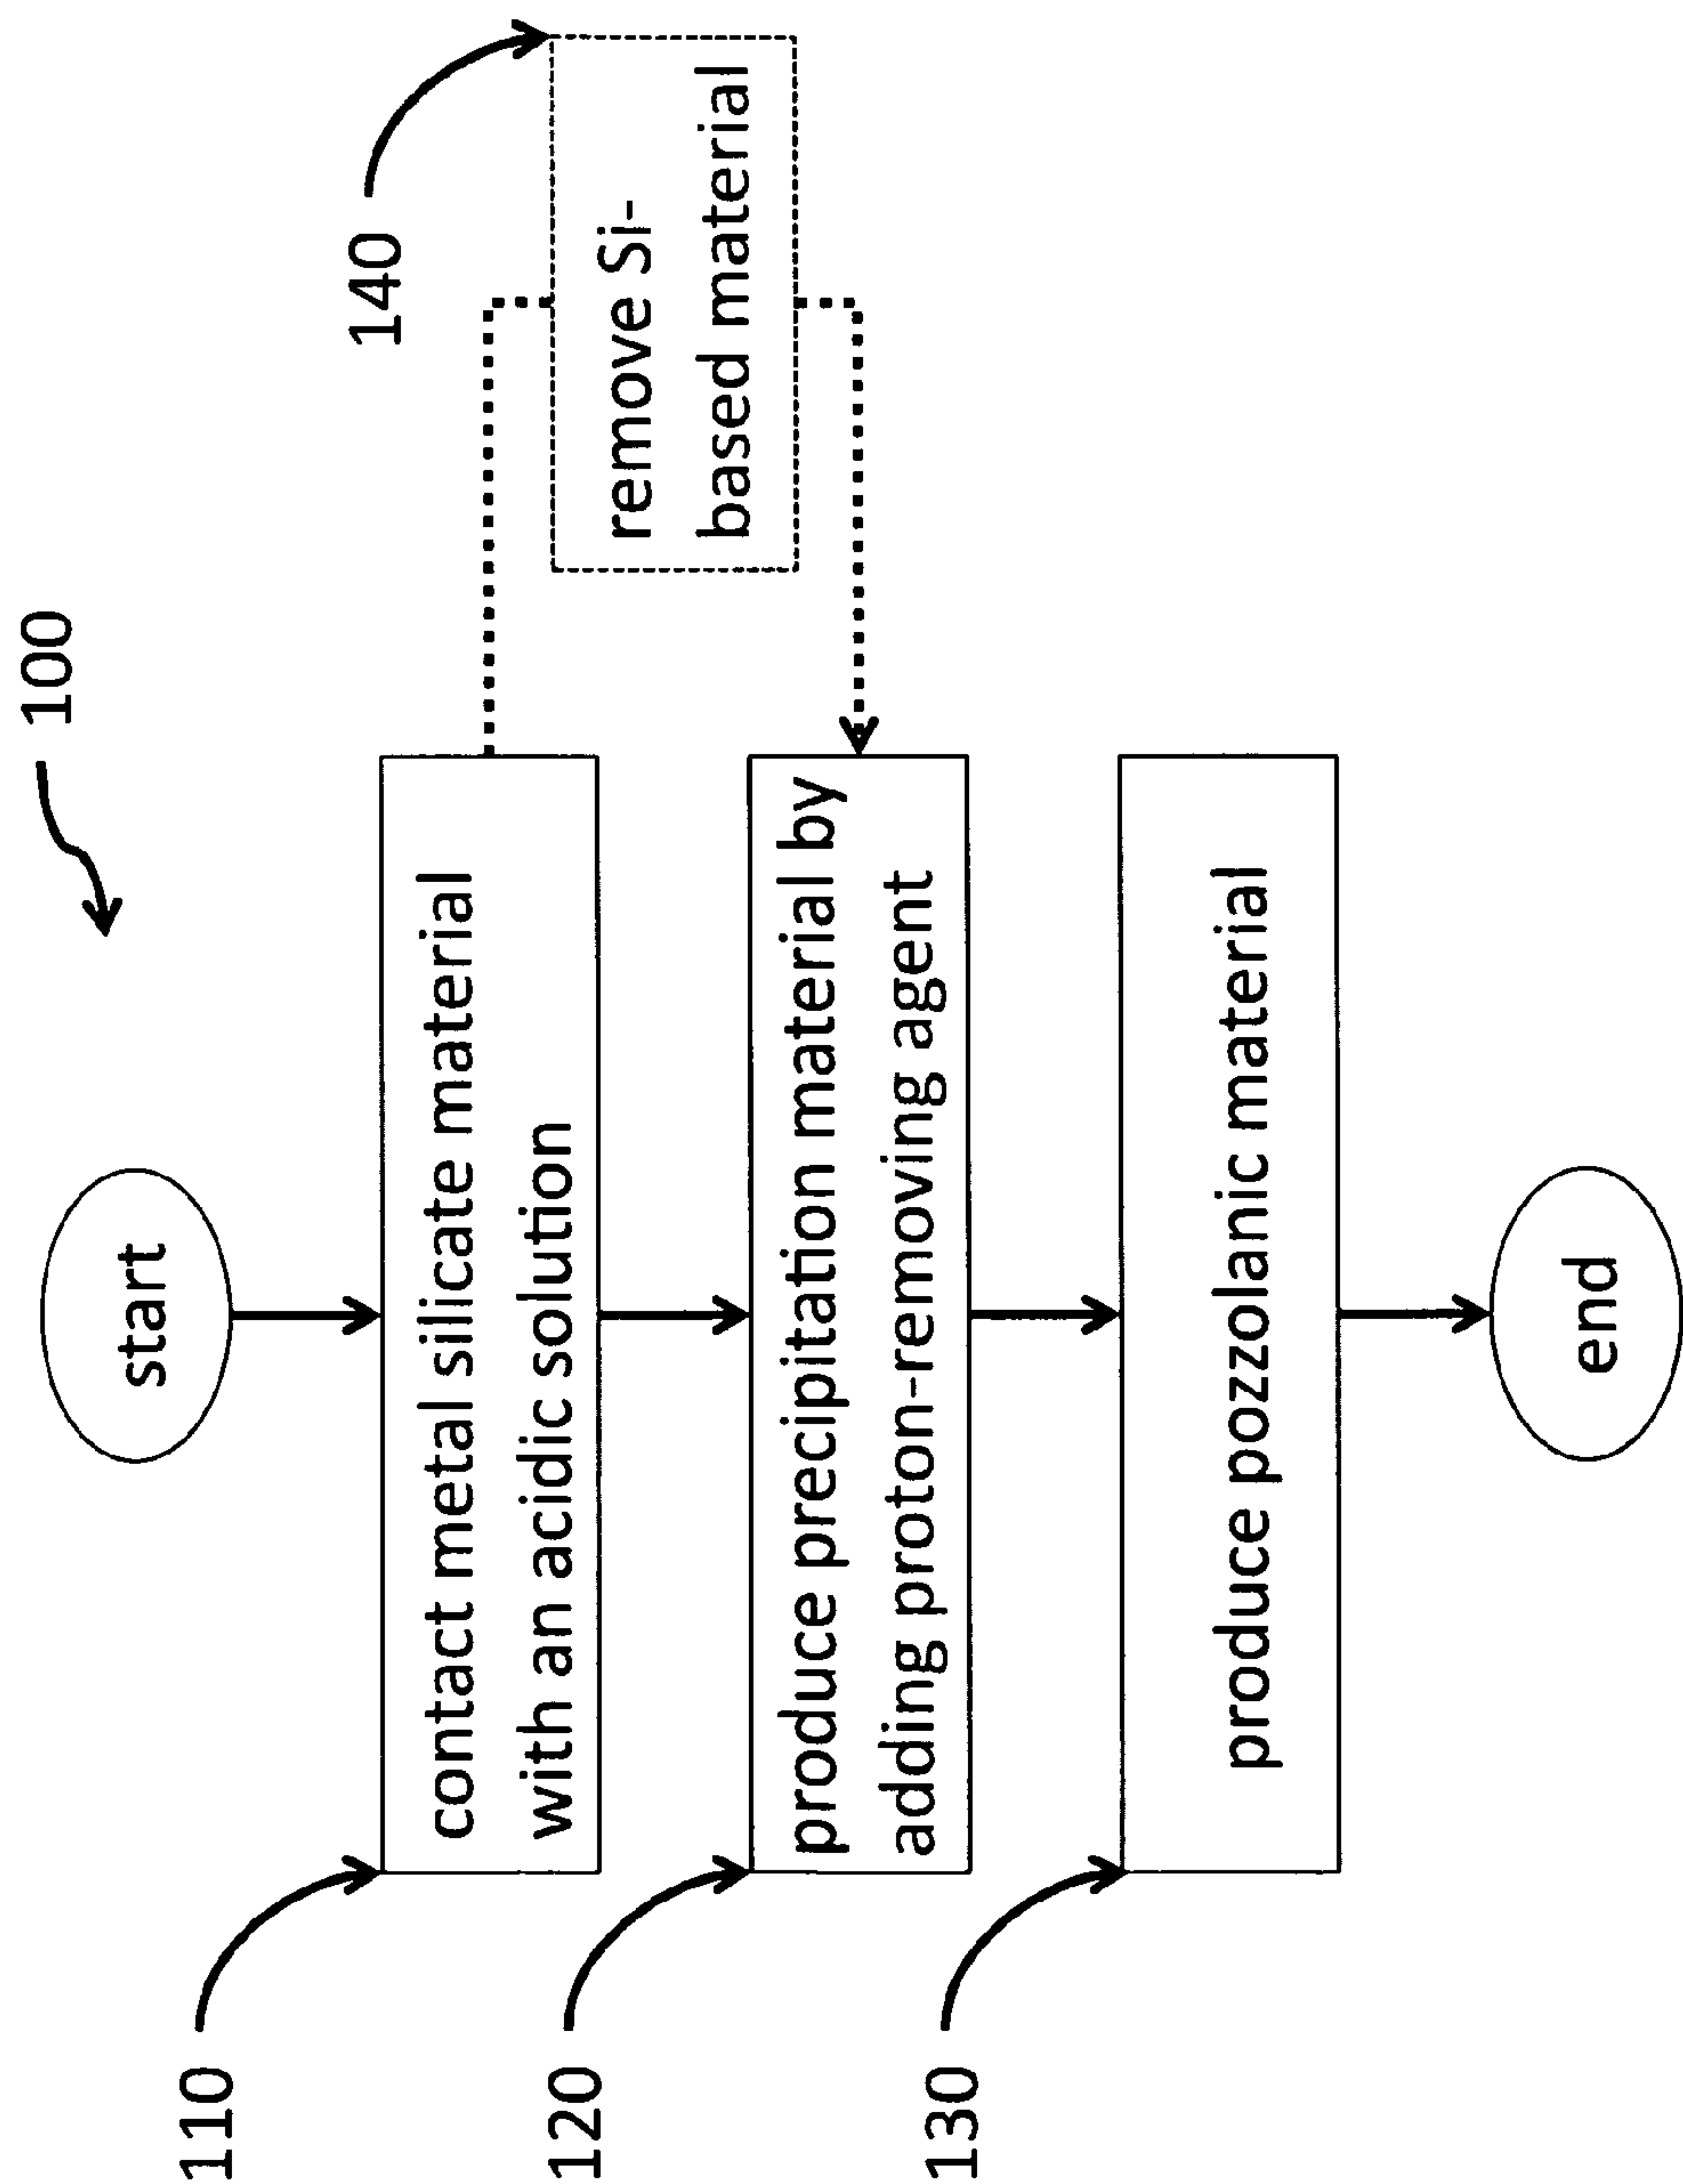 100
start
110
contact metal silicate material
with an acidic solution
140
remove Si-
based material
120
produce precipitation material by
adding proton-removing agent
130
produce pozzolanic material
end